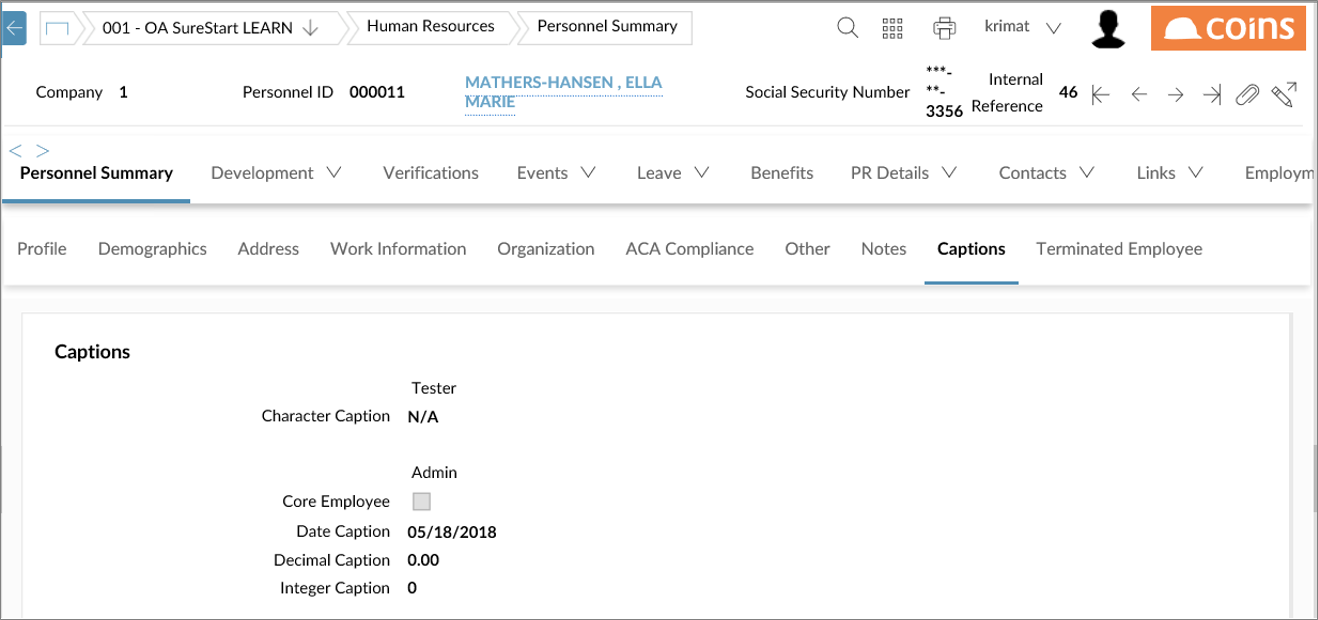 001 - OA SureStart LEARN
Human Resources
Personnel Summary
krimat
coins
Company 1
Personnel ID 000011
MATHERS-HANSEN , ELLA
MARIE
Social Security Number
***-
**-
3356
Internal
Reference
46
< >
Personnel Summary
Development
Verifications
Events
Leave
Benefits
PR Details
Contacts
Links
Employm
Profile
Demographics
Address
Work Information
Organization
ACA Compliance
Other
Notes
Captions
Terminated Employee
Captions
Tester
Character Caption N/A
Admin
Core Employee
Date Caption 05/18/2018
Decimal Caption 0.00
Integer Caption 0